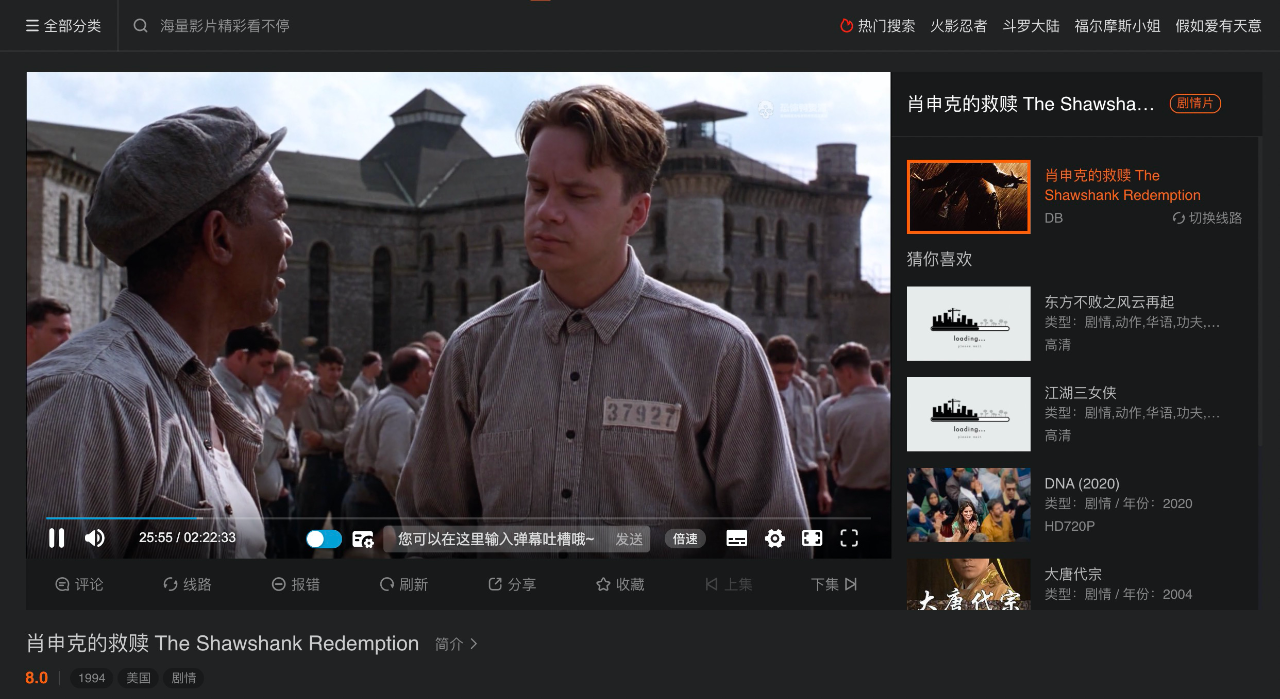 全部分类
海量影片精彩看不停
热门搜索 火影忍者 斗罗大陆 福尔摩斯小姐 假如爱有天意
肖申克的救赎 The Shawsha...
剧情片
37927
25:55 / 02:22:33
您可以在这里输入弹幕吐槽哦~
发送
倍速
评论 线路 报错 刷新 分享 收藏 上集 下集
肖申克的救赎 The
Shawshank Redemption
DB
切换线路
猜你喜欢
loading...
东方不败之风云再起
类型：剧情,动作,华语,功夫,...
高清
loading...
江湖三女侠
类型：剧情,动作,华语,功夫,...
高清
DNA (2020)
类型：剧情 / 年份：2020
HD720P
大唐代宗
大唐代宗
类型：剧情 / 年份：2004
肖申克的救赎 The Shawshank Redemption
简介
8.0
1994
美国
剧情